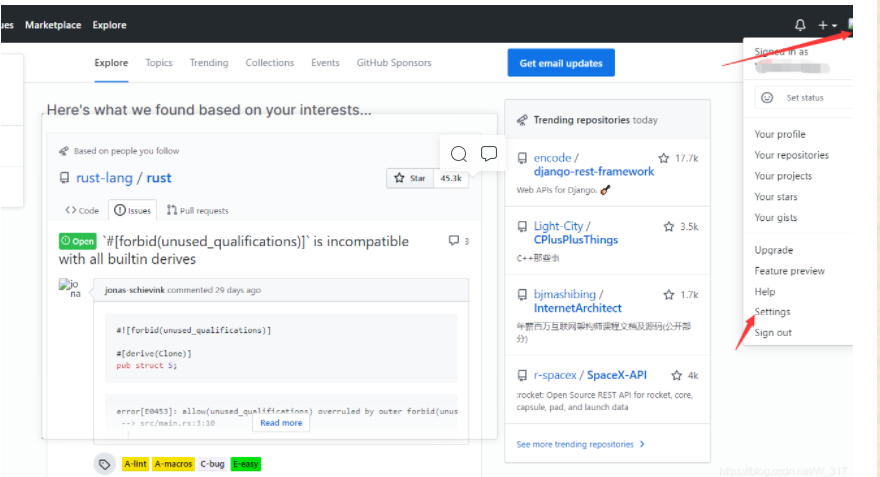 ues Marketplace Explore
Explore Topics Trending Collections Events GitHub Sponsors
Get email updates
Here's what we found based on your interests...
Based on people you follow
rust-lang / rust
Star 45.3k
Code Issues Pull requests
Open `#[forbid(unused_qualifications)]` is incompatible
with all builtin derives
3
jo
na
jonas-schievink commented 29 days ago
#![forbid(unused_qualifications)]
#[derive(Clone)]
pub struct S;
error[E0453]: allow(unused_qualifications) overruled by outer forbid(unus
--> src/main.rs:3:10
Read more
A-lint A-macros C-bug E-easy
Trending repositories today
encode /
django-rest-framework
17.7k
Web APIs for Django.
Light-City /
CPlusPlusThings
3.5k
C++那些事
bjmashibing /
InternetArchitect
1.7k
年薪百万互联网架构师课程文档及源码(公开部
分)
r-spacex / SpaceX-API
4k
:rocket: Open Source REST API for rocket, core,
capsule, pad, and launch data
See more trending repositories
Signed in as
Set status
Your profile
Your repositories
Your projects
Your stars
Your gists
Upgrade
Feature preview
Help
Settings
Sign out